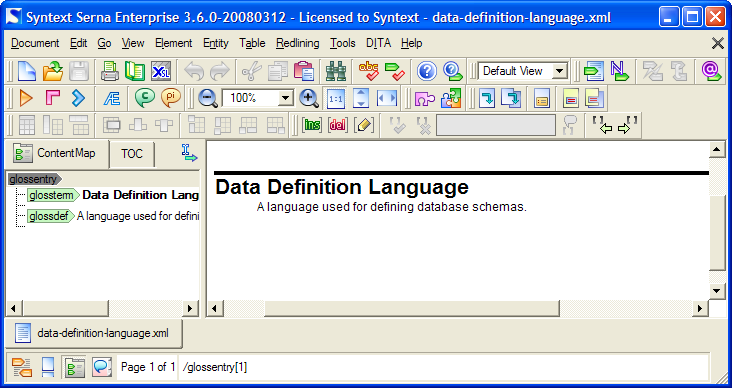 Syntext Serna Enterprise 3.6.0-20080312 - Licensed to Syntext - data-definition-language.xml
Document Edit Go View Element Entity Table Redlining Tools DITA Help
XSL abc Default View N @
Æ C pi 100% 1:1
ins del
ContentMap TOC
glossentry
glossterm Data Definition Lang
glossdef A language used for defini
Data Definition Language
A language used for defining database schemas.
data-definition-language.xml
Page 1 of 1 /glossentry[1]